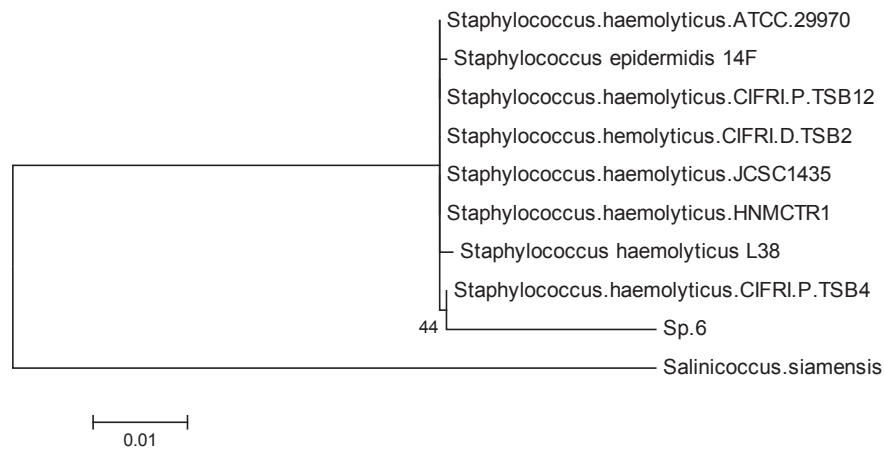 Staphylococcus.haemolyticus.ATCC.29970
Staphylococcus epidermidis 14F
Staphylococcus.haemolyticus.CIFRI.P.TSB12
Staphylococcus.hemolyticus.CIFRI.D.TSB2
Staphylococcus.haemolyticus.JCSC1435
Staphylococcus.haemolyticus.HNMCTR1
Staphylococcus haemolyticus L38
Staphylococcus.haemolyticus.CIFRI.P.TSB4
44
Sp.6
Salinicoccus.siamensis
0.01